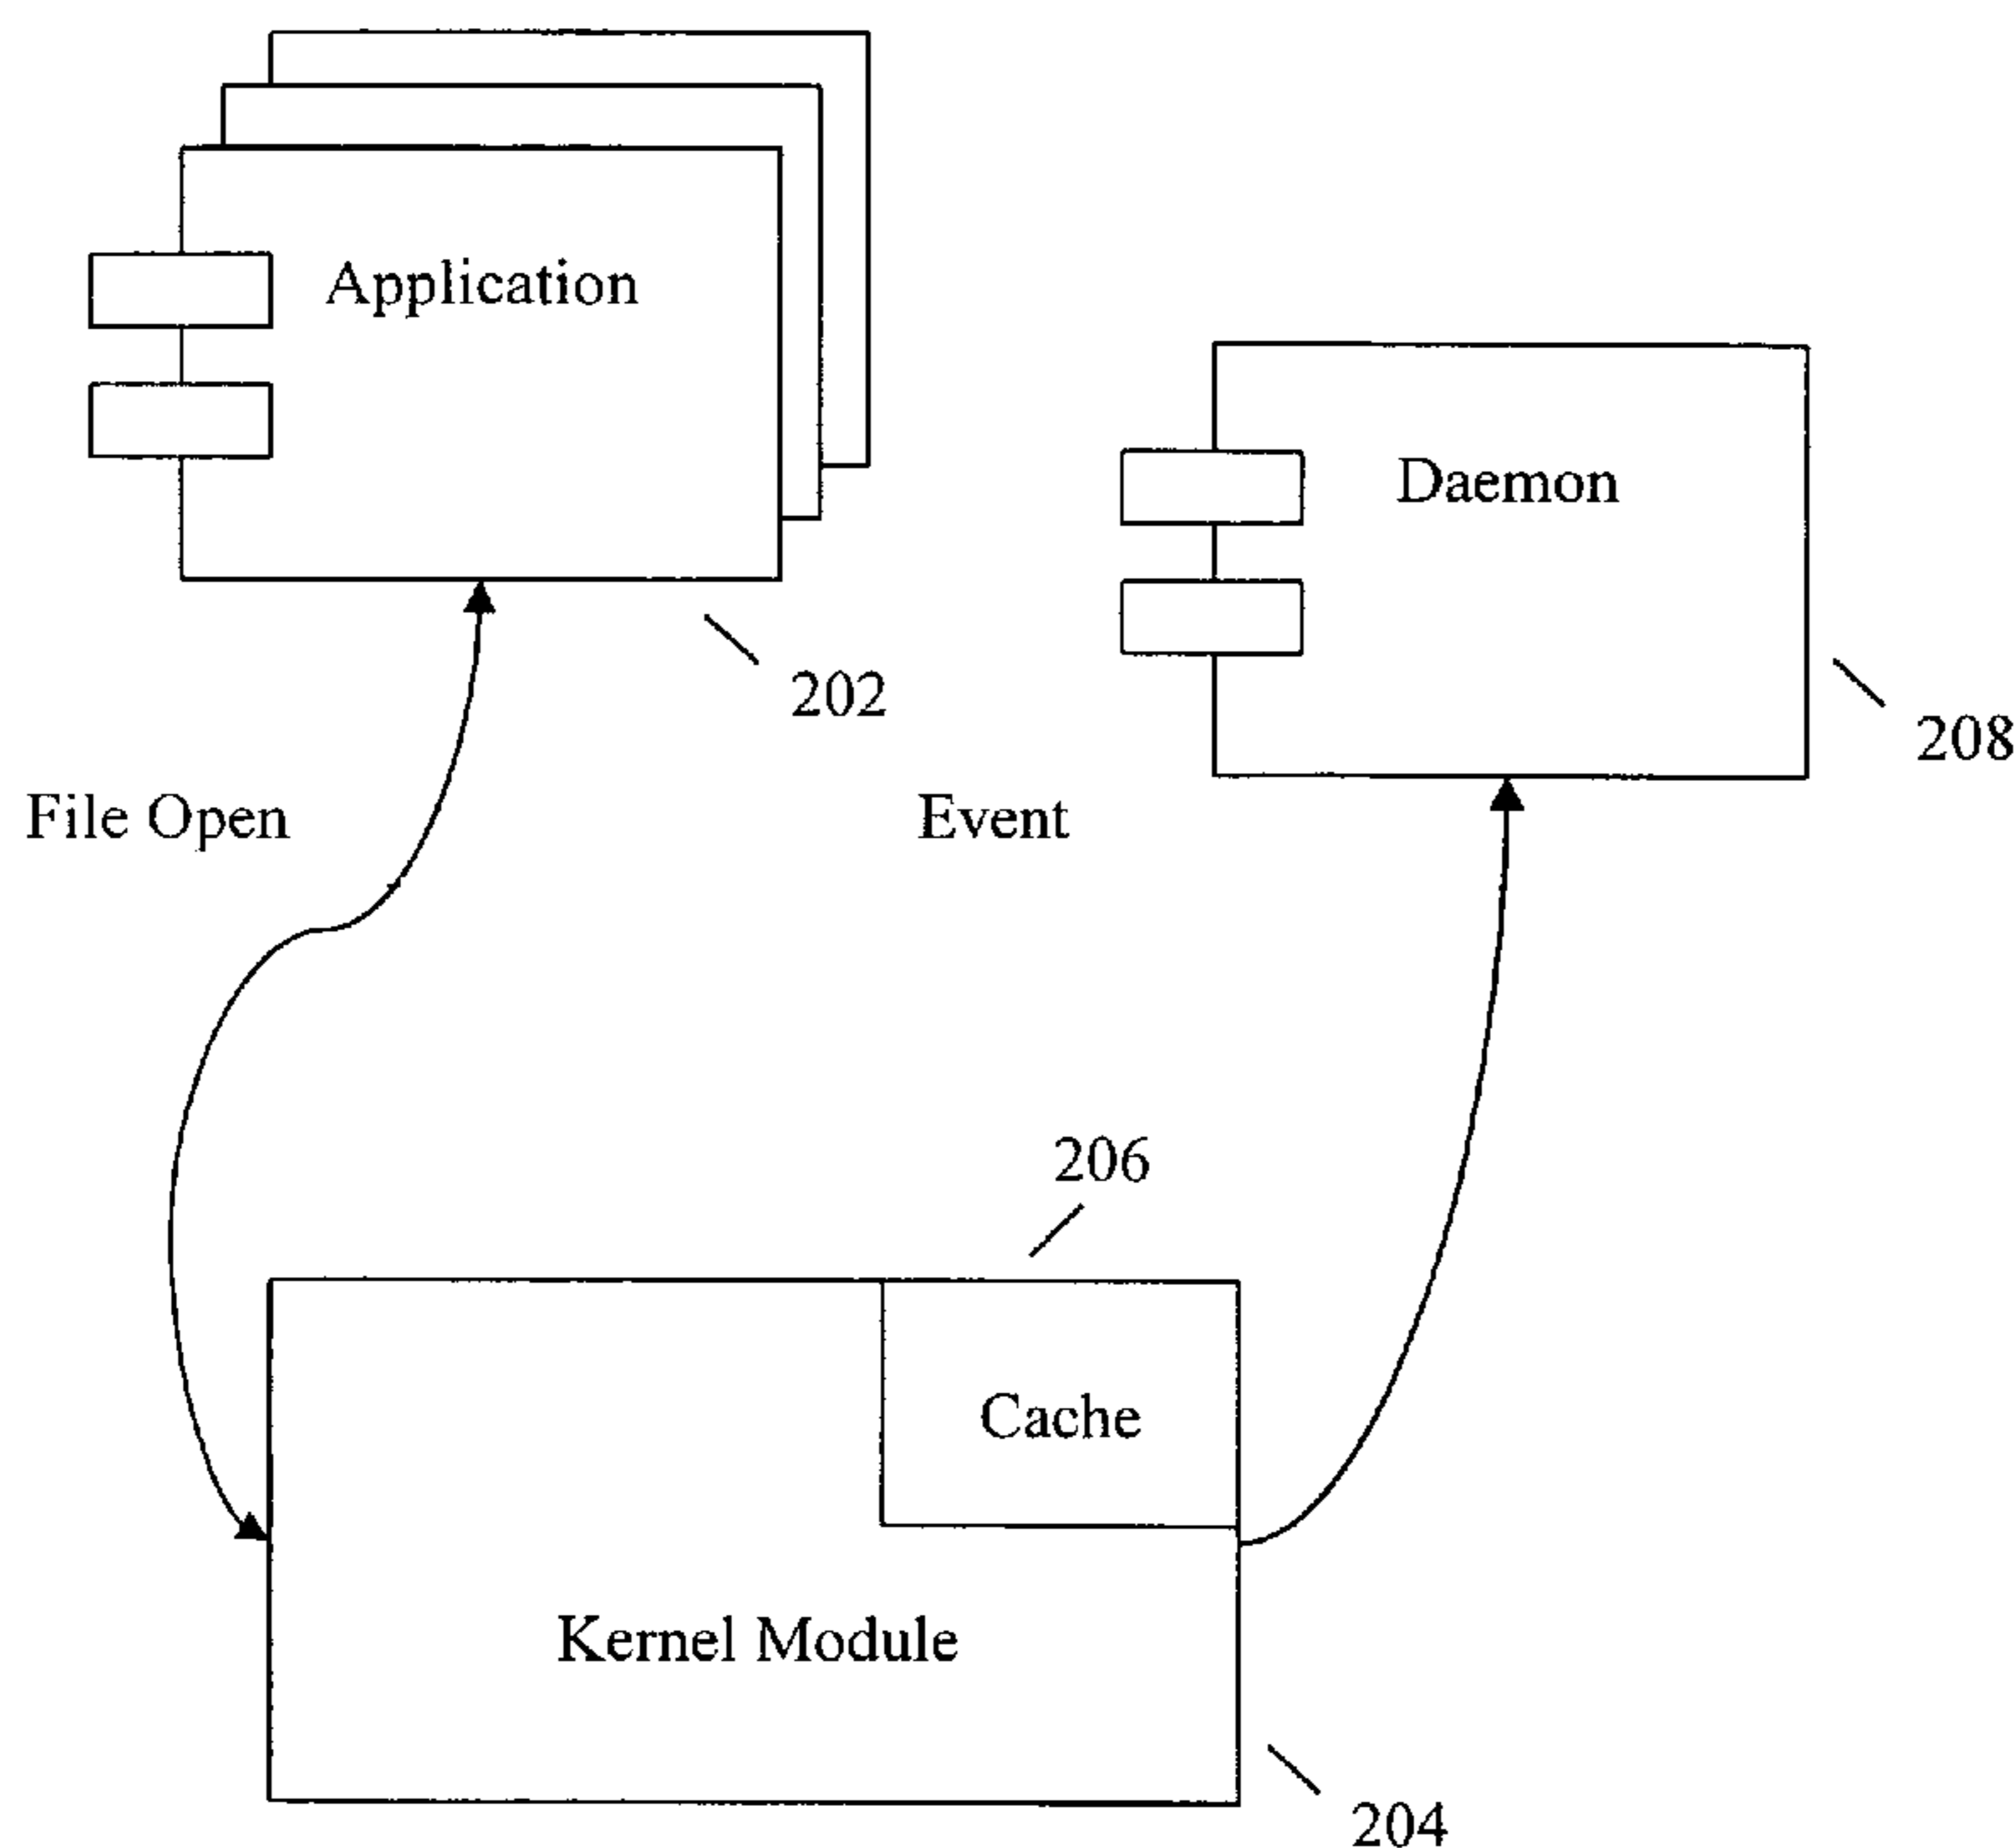 Application
Daemon
202
208
File Open
Event
206
Cache
Kernel Module
204